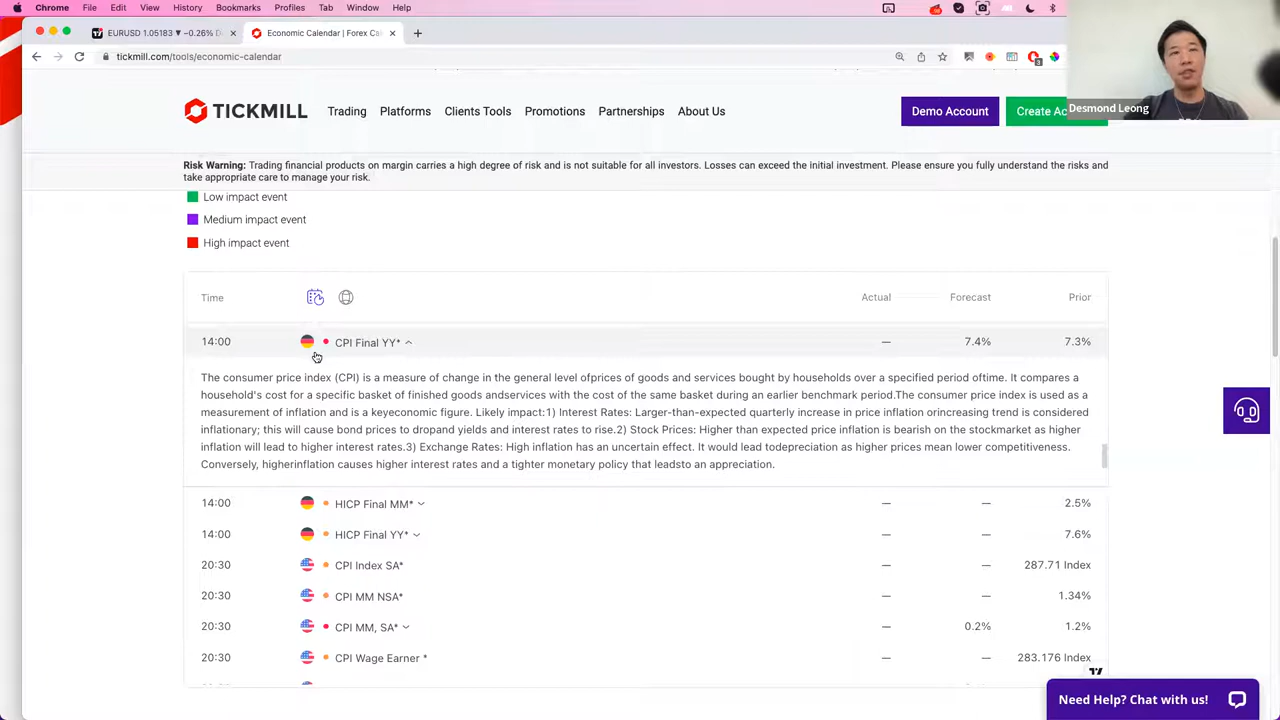 Chrome File Edit View History Bookmarks Profiles Tab Window Help
EURUSD 1.05183 ▼ −0.26%
Economic Calendar | Forex Cal
tickmill.com/tools/economic-calendar
Desmond Leong
TICKMILL
Trading Platforms Clients Tools Promotions Partnerships About Us
Demo Account
Create Ac
Risk Warning: Trading financial products on margin carries a high degree of risk and is not suitable for all investors. Losses can exceed the initial investment. Please ensure you fully understand the risks and
take appropriate care to manage your risk.
Low impact event
Medium impact event
High impact event
Time Actual Forecast Prior
14:00 CPI Final YY* — 7.4% 7.3%
The consumer price index (CPI) is a measure of change in the general level ofprices of goods and services bought by households over a specified period oftime. It compares a
household's cost for a specific basket of finished goods andservices with the cost of the same basket during an earlier benchmark period.The consumer price index is used as a
measurement of inflation and is a keyeconomic figure. Likely impact:1) Interest Rates: Larger-than-expected quarterly increase in price inflation orincreasing trend is considered
inflationary; this will cause bond prices to dropand yields and interest rates to rise.2) Stock Prices: Higher than expected price inflation is bearish on the stockmarket as higher
inflation will lead to higher interest rates.3) Exchange Rates: High inflation has an uncertain effect. It would lead todepreciation as higher prices mean lower competitiveness.
Conversely, higherinflation causes higher interest rates and a tighter monetary policy that leadsto an appreciation.
14:00 HICP Final MM* — — 2.5%
14:00 HICP Final YY* — — 7.6%
20:30 CPI Index SA* — — 287.71 Index
20:30 CPI MM NSA* — — 1.34%
20:30 CPI MM, SA* — 0.2% 1.2%
20:30 CPI Wage Earner * — — 283.176 Index
Need Help? Chat with us!